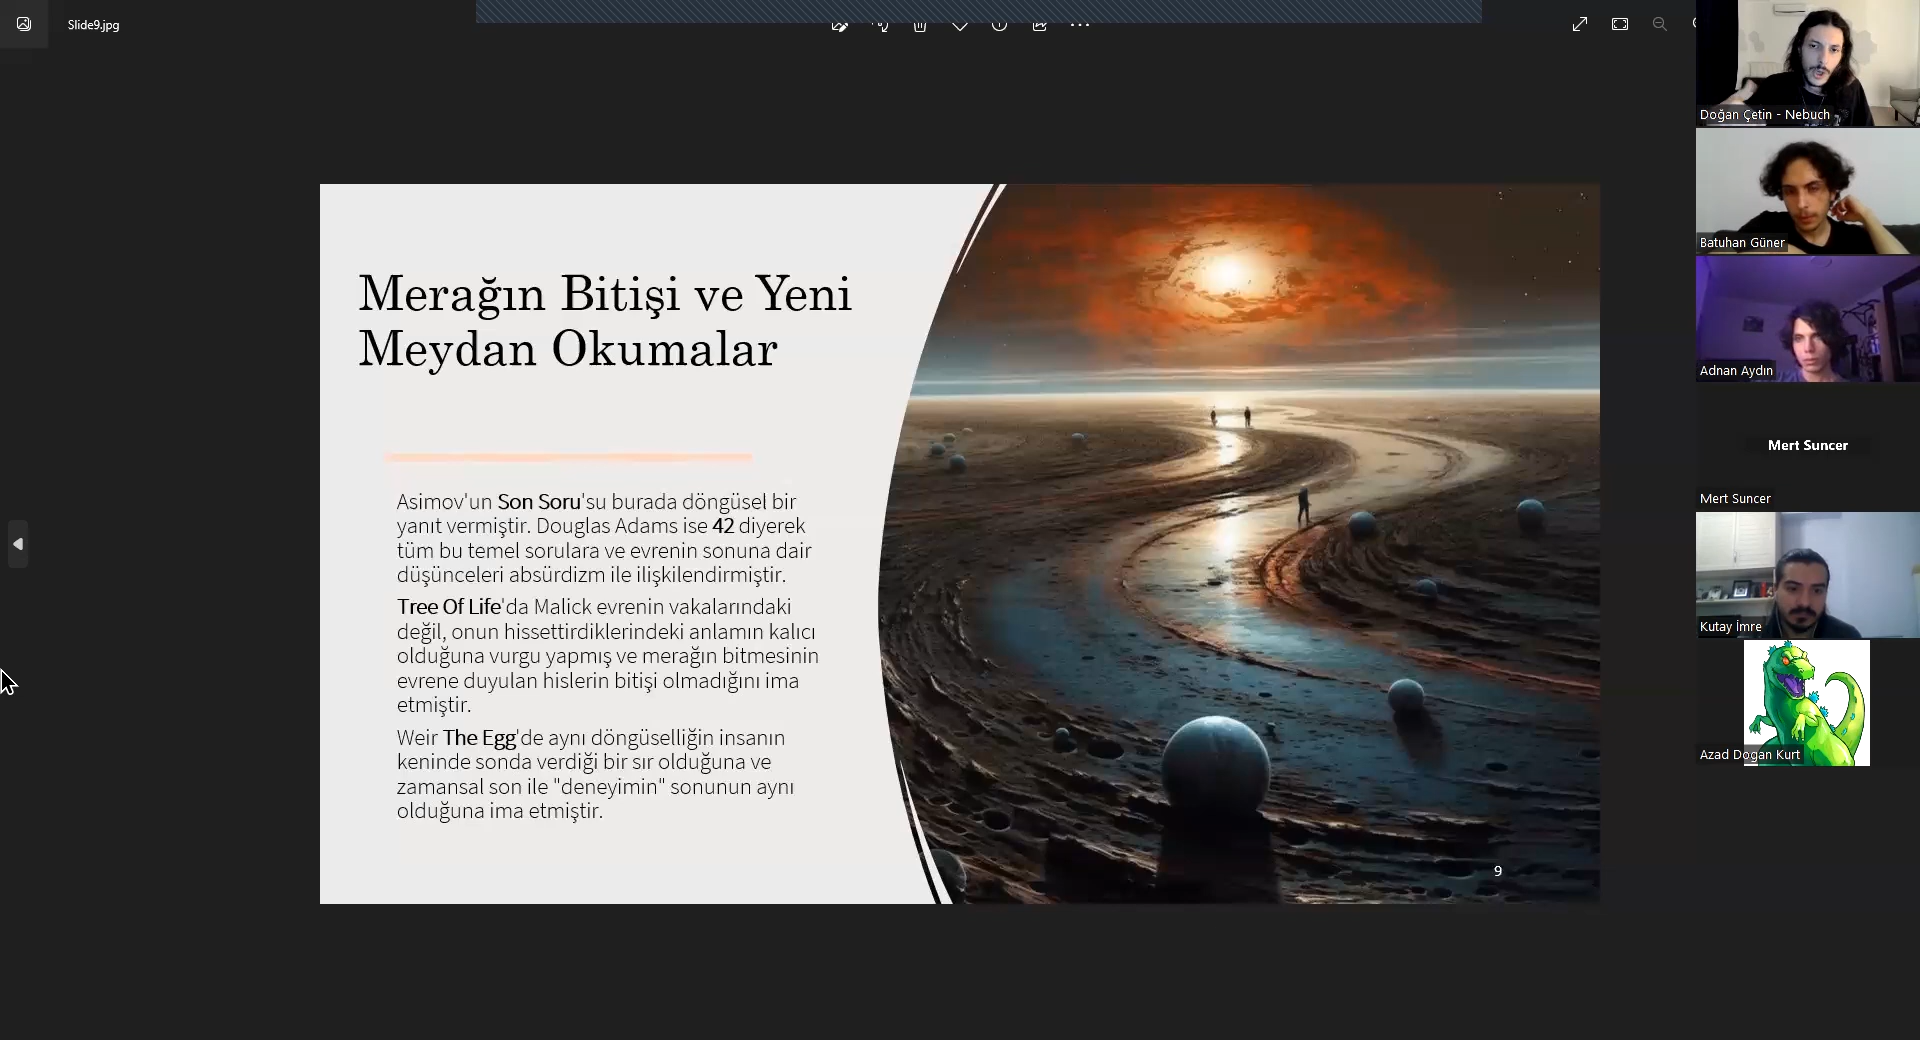 Slide9.jpg
Merağın Bitişi ve Yeni
Meydan Okumalar
Asimov'un Son Soru'su burada döngüsel bir
yanıt vermiştir. Douglas Adams ise 42 diyerek
tüm bu temel sorulara ve evrenin sonuna dair
düşünceleri absürdizm ile ilişkilendirmiştir.
Tree Of Life'da Malick evrenin vakalarındaki
değil, onun hissettirdiklerindeki anlamın kalıcı
olduğuna vurgu yapmış ve merağın bitmesinin
evrene duyulan hislerin bitişi olmadığını ima
etmiştir.
Weir The Egg'de aynı döngüselliğin insanın
keninde sonda verdiği bir sır olduğuna ve
zamansal son ile "deneyimin" sonunun aynı
olduğuna ima etmiştir.
9
Doğan Çetin - Nebuch
Batuhan Güner
Adnan Aydın
Mert Suncer
Mert Suncer
Kutay İmre
Azad Dogan Kurt